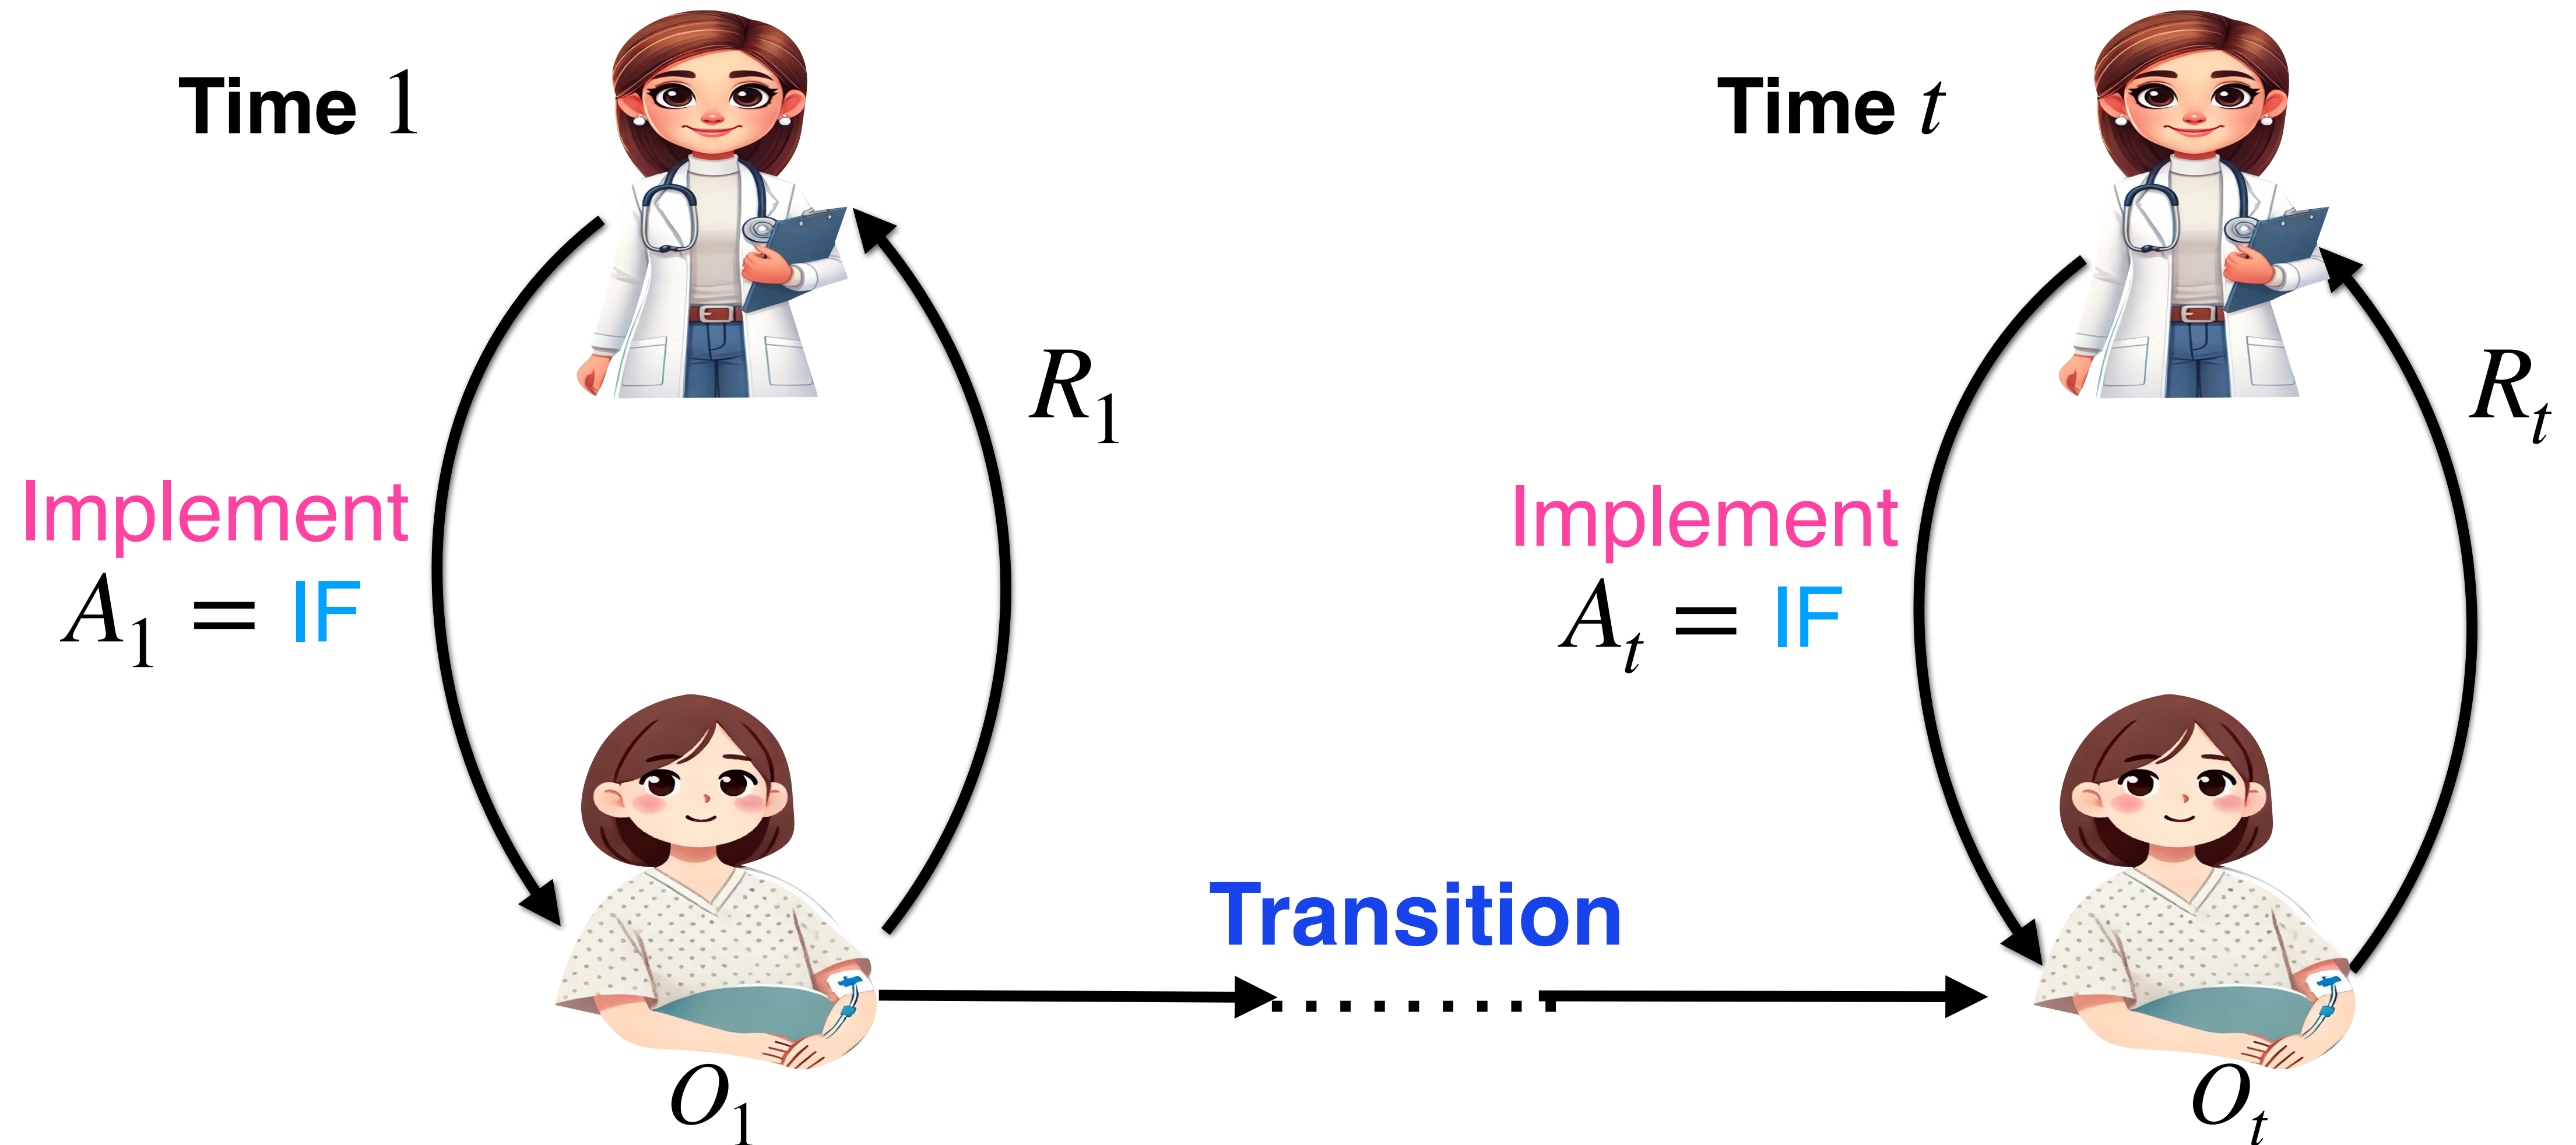 Time 1
Time t
R₁
Rₜ
Implement
A₁ = IF
Implement
Aₜ = IF
Transition
O₁
Oₜ